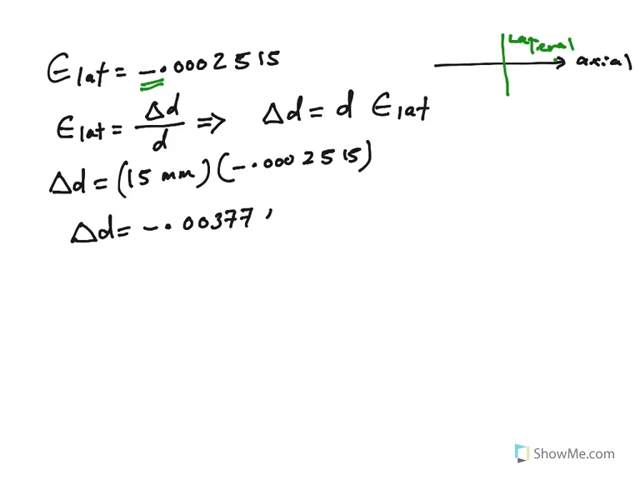 ϵlat = -.0002515
lateral
axial
ϵlat = Δd/d => Δd = d ϵlat
Δd = (15 mm)(-.0002515)
Δd = -.00377
ShowMe.com